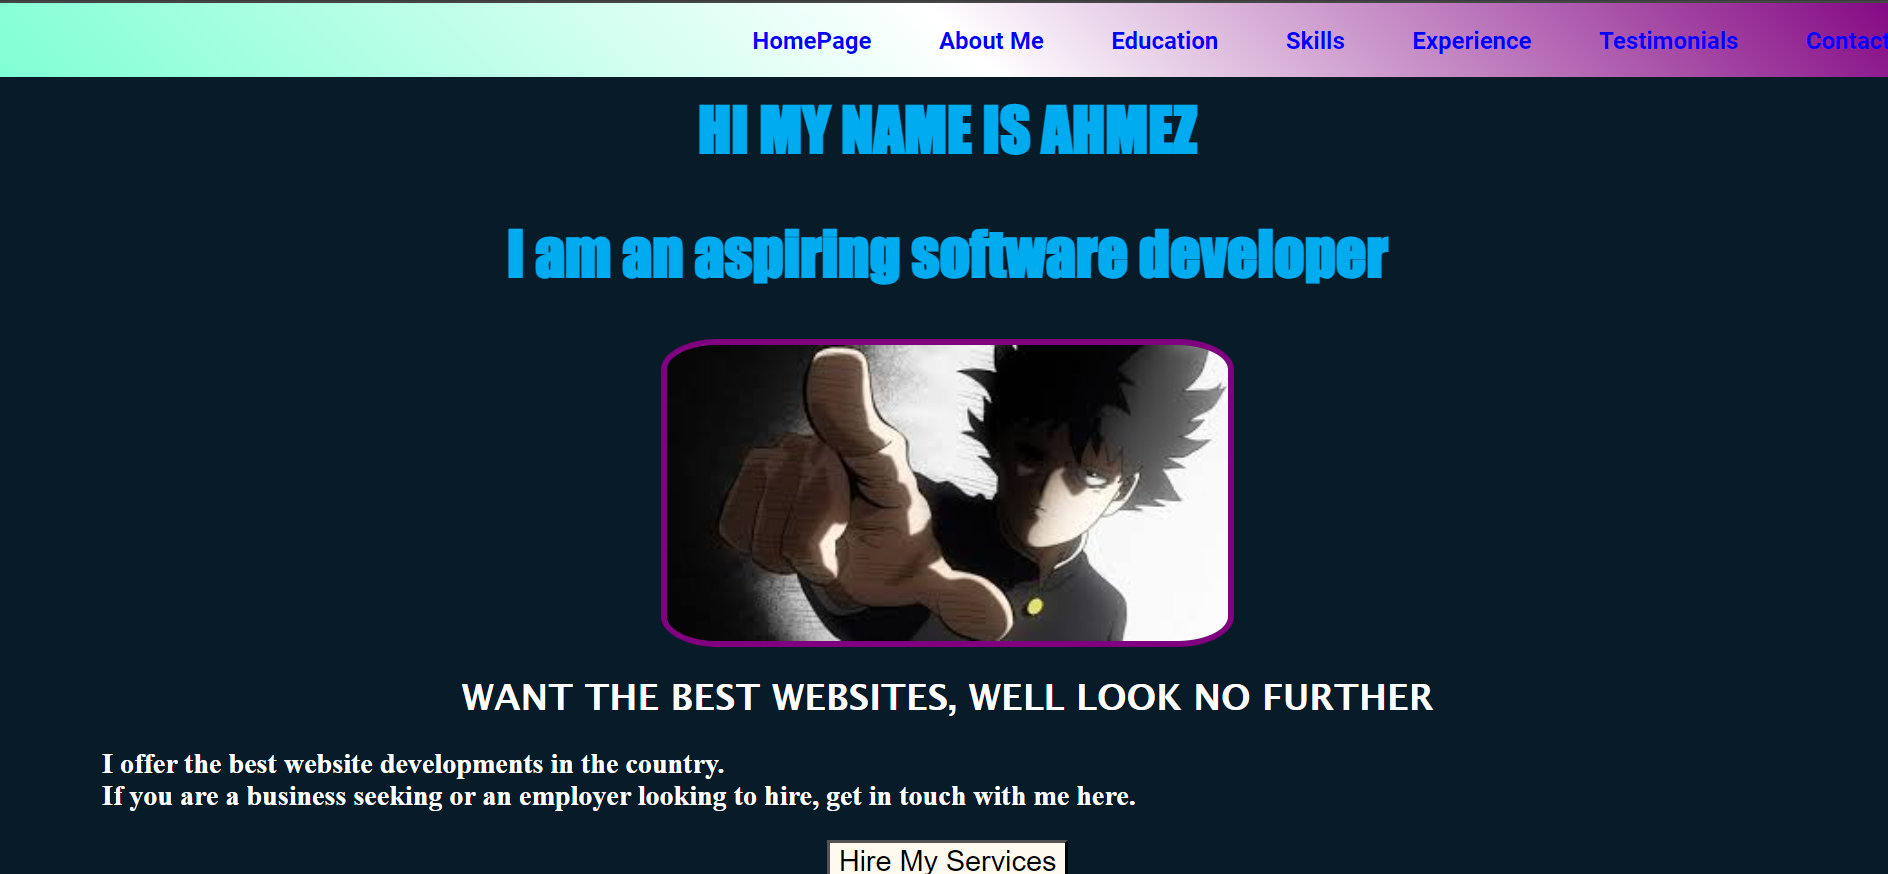 HomePage About Me Education Skills Experience Testimonials Contact
HI MY NAME IS AHMEZ
I am an aspiring software developer
WANT THE BEST WEBSITES, WELL LOOK NO FURTHER
I offer the best website developments in the country.
If you are a business seeking or an employer looking to hire, get in touch with me here.
Hire My Services